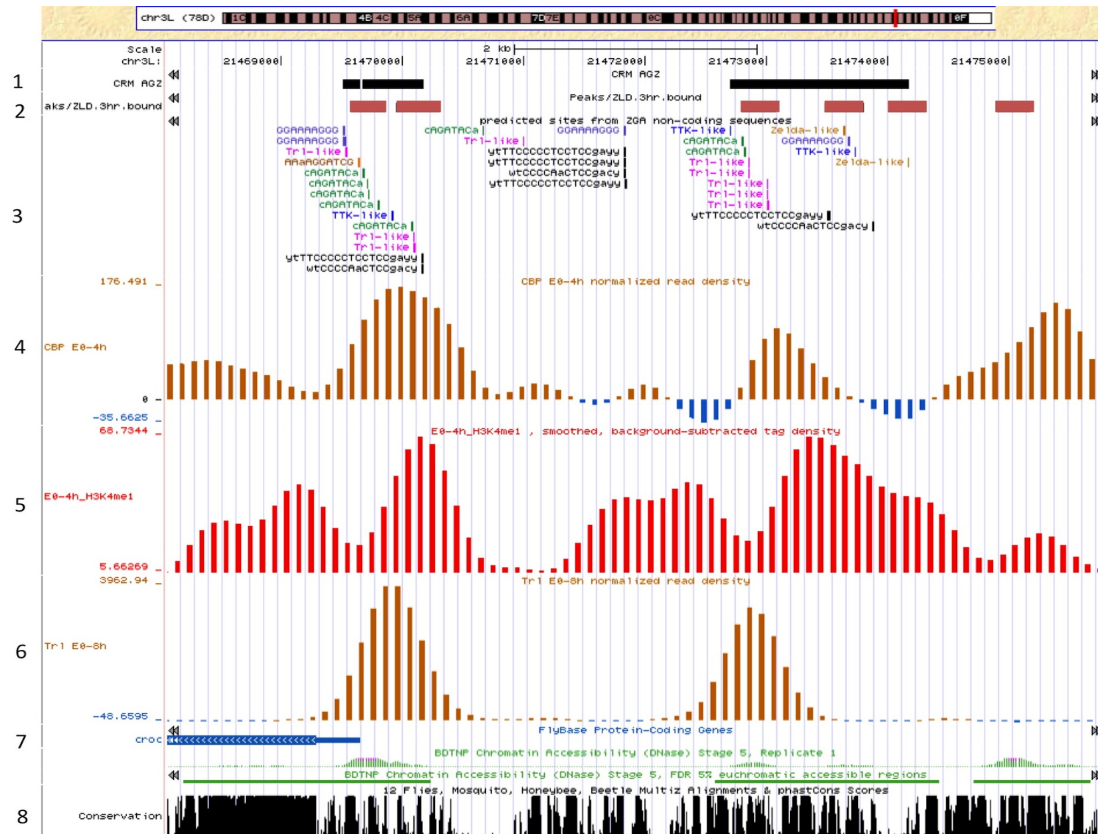 chr3L (78D) 1C 4B 4C 5A 6A 7D 7E 0C 0F
Scale 2 kb
chr3L: 21469000 21470000 21471000 21472000 21473000 21474000 21475000
1 CRM AGZ CRM AGZ
2 aks/ZLD.3hr.bound Peaks/ZLD.3hr.bound
predicted sites from ZGA non-coding sequences
GGAAAAGGG cAGATACa GGAAAAGGG TTK-like Zelda-like
GGAAAAGGG Trl-like cAGATACa GGAAAAGGG
Trl-like ytTTCCCCCTCCTCCgayy cAGATACa TTK-like
AAaAGGATCG ytTTCCCCCTCCTCCgayy Trl-like Zelda-like
cAGATACa wtCCCCAaCTCCgacy Trl-like
cAGATACa ytTTCCCCCTCCTCCgayy Trl-like
cAGATACa Trl-like
3 cAGATACa Trl-like
TTK-like ytTTCCCCCTCCTCCgayy
cAGATACa wtCCCCAaCTCCgacy
Trl-like
Trl-like
ytTTCCCCCTCCTCCgayy
wtCCCCAaCTCCgacy
176.491 _ CBP E0-4h normalized read density
4 CBP E0-4h
0 -
-35.6625 _
68.7344 _ E0-4h_H3K4me1 , smoothed, background-subtracted tag density
5 E0-4h_H3K4me1
5.66269 _
3962.94 _ Trl E0-8h normalized read density
6 Trl E0-8h
-48.6595 _
FlyBase Protein-Coding Genes
7 croc
BDTNP Chromatin Accessibility (DNase) Stage 5, Replicate 1
BDTNP Chromatin Accessibility (DNase) Stage 5, FDR 5% euchromatic accessible regions
12 Flies, Mosquito, Honeybee, Beetle Multiz Alignments & phastCons Scores
8 Conservation